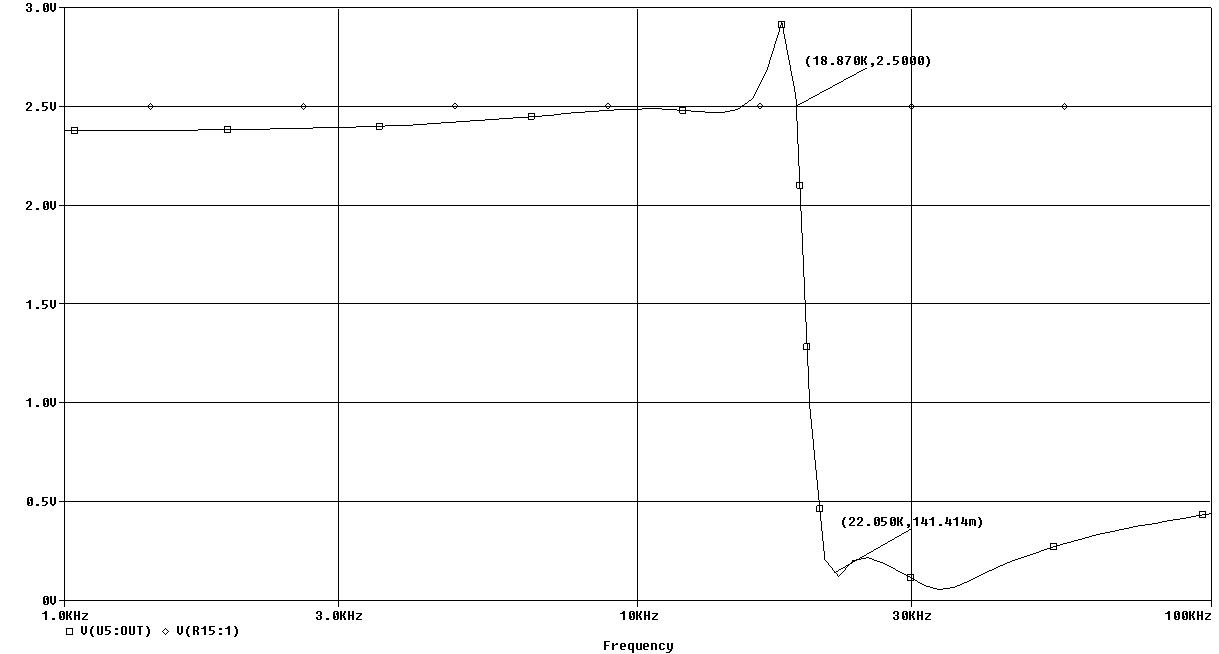 3.0V
(18.870K,2.5000)
2.5V
2.0V
1.5V
1.0V
0.5V
(22.050K,141.414m)
0V
1.0KHz 3.0KHz 10KHz 30KHz 100KHz
V(U5:OUT) V(R15:1)
Frequency